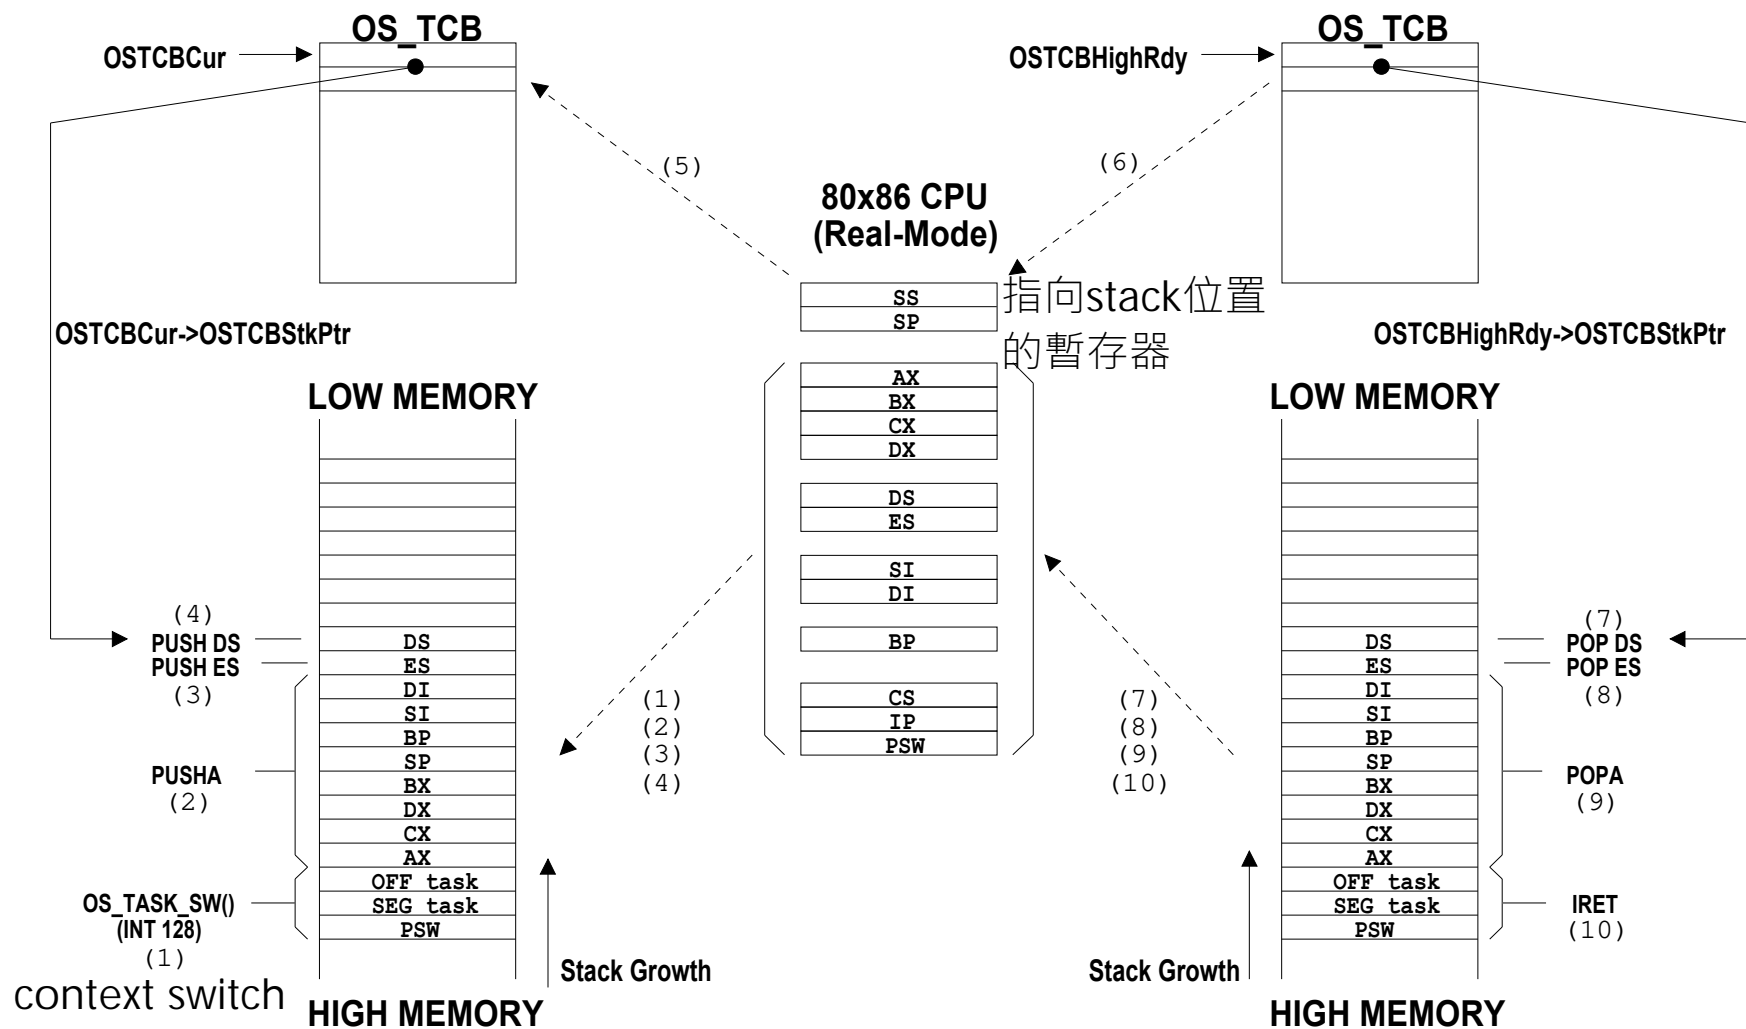 OS_TCB
OSTCBCur
OS_TCB
OSTCBHighRdy
(5)
(6)
80x86 CPU
(Real-Mode)
SS
SP
指向stack位置
的暫存器
OSTCBCur->OSTCBStkPtr
OSTCBHighRdy->OSTCBStkPtr
AX
BX
CX
DX
DS
ES
SI
DI
BP
CS
IP
PSW
LOW MEMORY
(4)
PUSH DS
PUSH ES
(3)
PUSHA
(2)
OS_TASK_SW()
(INT 128)
(1)
context switch
DS
ES
DI
SI
BP
SP
BX
DX
CX
AX
OFF task
SEG task
PSW
Stack Growth
HIGH MEMORY
(1)
(2)
(3)
(4)
(7)
(8)
(9)
(10)
LOW MEMORY
DS
ES
DI
SI
BP
SP
BX
DX
CX
AX
OFF task
SEG task
PSW
(7)
POP DS
POP ES
(8)
POPA
(9)
IRET
(10)
Stack Growth
HIGH MEMORY